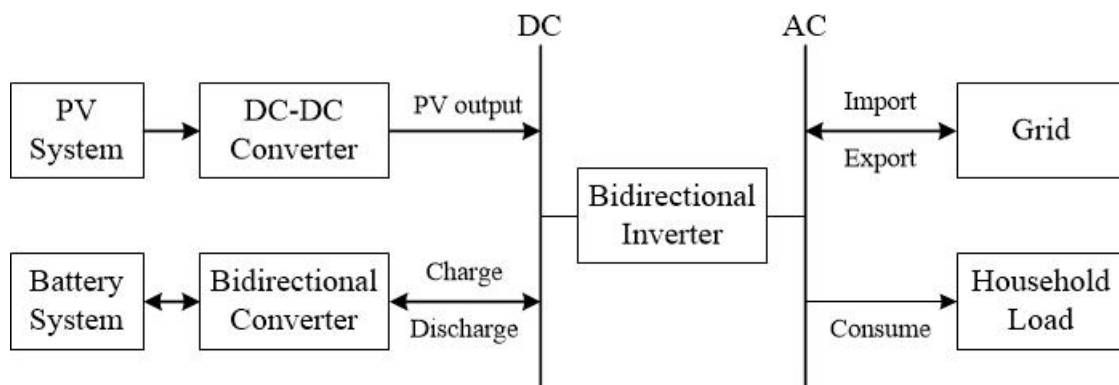 DC
AC
PV
System
DC-DC
Converter
PV output
Import
Export
Grid
Bidirectional
Inverter
Battery
System
Bidirectional
Converter
Charge
Discharge
Consume
Household
Load